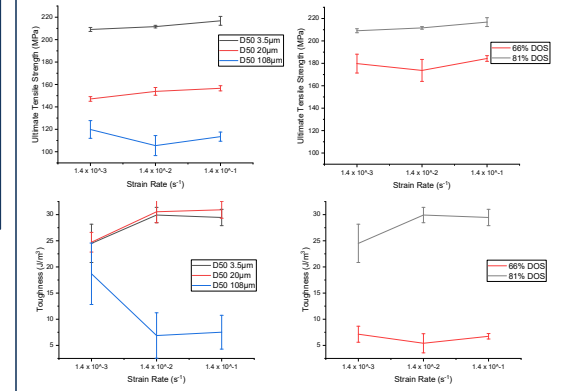 220
200
180
160
140
120
100
Ultimate Tensile Strength (MPa)
D50 3.5µm
D50 20µm
D50 108µm
1.4 x 10^-3
1.4 x 10^-2
1.4 x 10^-1
Strain Rate (s⁻¹)
220
200
180
160
140
120
100
Ultimate Tensile Strength (MPa)
66% DOS
81% DOS
1.4 x 10^-3
1.4 x 10^-2
1.4 x 10^-1
Strain Rate (s⁻¹)
30
25
20
15
10
5
Toughness (J/m³)
D50 3.5µm
D50 20µm
D50 108µm
1.4 x 10^-3
1.4 x 10^-2
1.4 x 10^-1
Strain Rate (s⁻¹)
30
25
20
15
10
5
Toughness (J/m³)
66% DOS
81% DOS
1.4 x 10^-3
1.4 x 10^-2
1.4 x 10^-1
Strain Rate (s⁻¹)